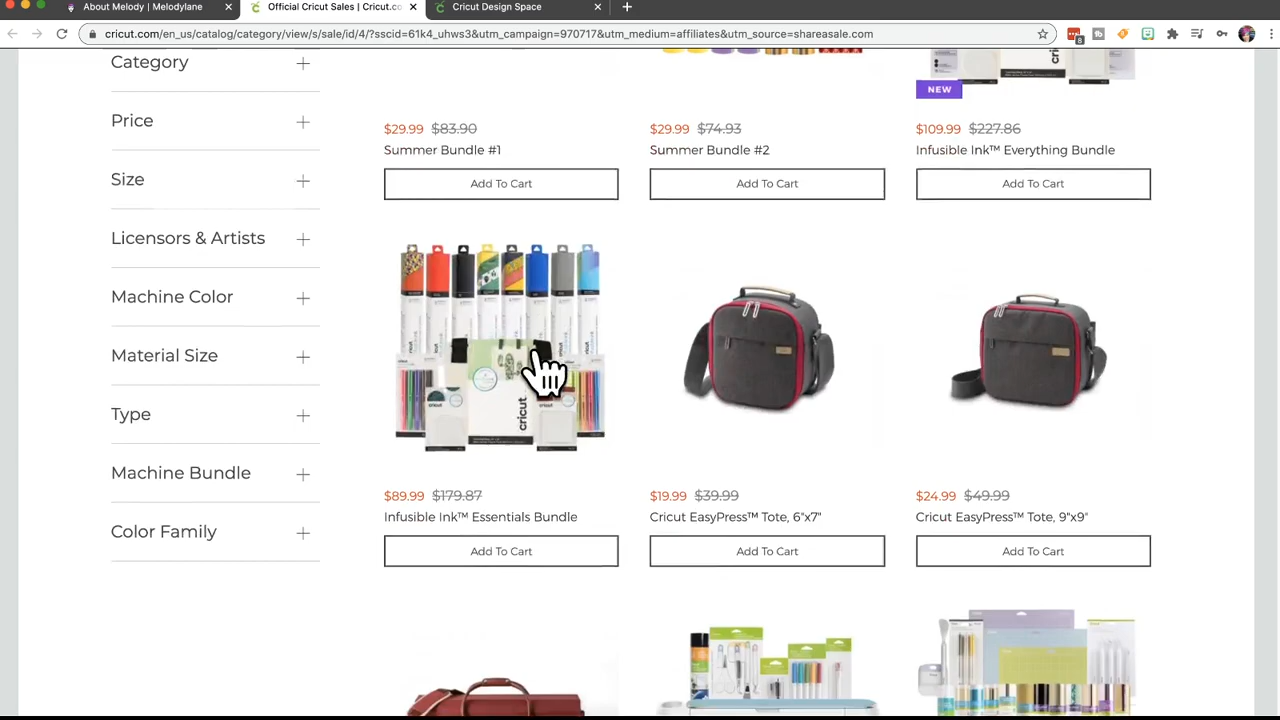 About Melody | Melodylane
Official Cricut Sales | Cricut.co
Cricut Design Space
cricut.com/en_us/catalog/category/view/s/sale/id/4/?sscid=61k4_uhws3&utm_campaign=970717&utm_medium=affiliates&utm_source=shareasale.com
8
Category
Price
Size
Licensors & Artists
Machine Color
Material Size
Type
Machine Bundle
Color Family
NEW
$29.99 $83.90
Summer Bundle #1
Add To Cart
$29.99 $74.93
Summer Bundle #2
Add To Cart
$109.99 $227.86
Infusible Ink™ Everything Bundle
Add To Cart
cricut
$89.99 $179.87
Infusible Ink™ Essentials Bundle
Add To Cart
$19.99 $39.99
Cricut EasyPress™ Tote, 6"x7"
Add To Cart
$24.99 $49.99
Cricut EasyPress™ Tote, 9"x9"
Add To Cart